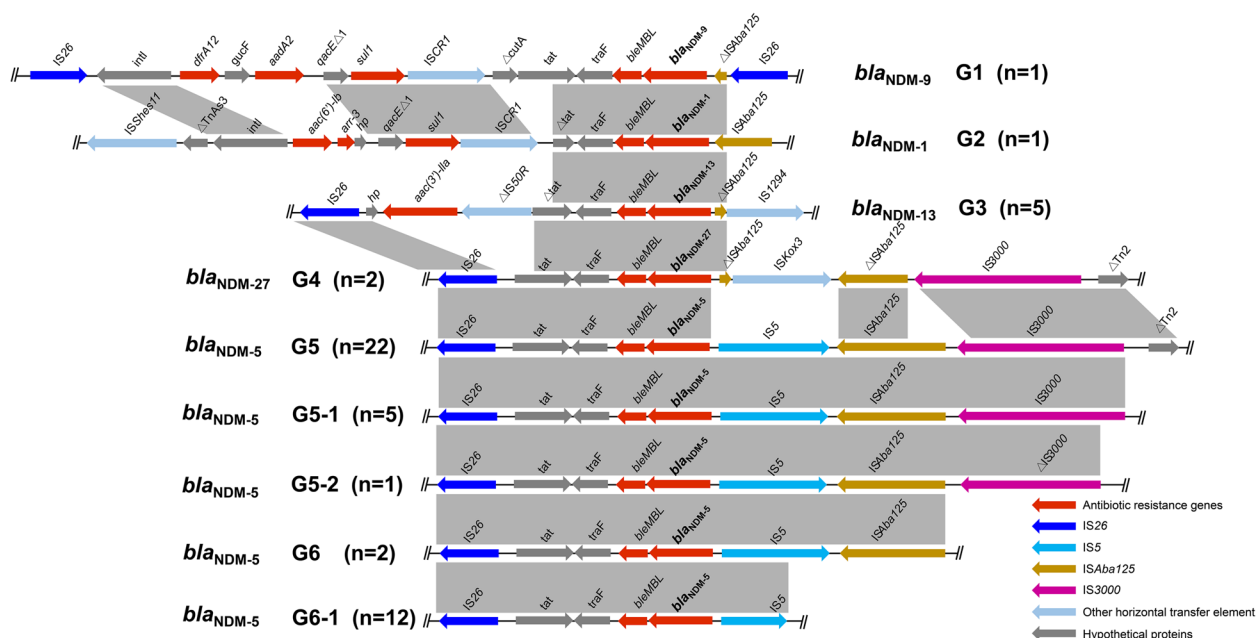 IS26 intI dfrA12 gucF aadA2 qacE△1 sul1 ISCR1 △cutA tat traF bleMBL blaNDM-9 △ISAba125 IS26
blaNDM-9 G1 (n=1)
ISShes11 △TnAs3 intI aac(6')-Ib arr-3 hp qacE△1 sul1 ISCR1 △tat traF bleMBL blaNDM-1 ISAba125
blaNDM-1 G2 (n=1)
IS26 hp aac(3')-IIa △IS50R △tat traF bleMBL blaNDM-13 △ISAba125 IS1294
blaNDM-13 G3 (n=5)
blaNDM-27 G4 (n=2)
IS26 tat traF bleMBL blaNDM-27 △ISAba125 ISKox3 △ISAba125 IS3000 △Tn2
blaNDM-5 G5 (n=22)
IS26 tat traF bleMBL blaNDM-5 IS5 ISAba125 IS3000 △Tn2
blaNDM-5 G5-1 (n=5)
IS26 tat traF bleMBL blaNDM-5 IS5 ISAba125 IS3000
blaNDM-5 G5-2 (n=1)
IS26 tat traF bleMBL blaNDM-5 IS5 ISAba125 △IS3000
blaNDM-5 G6 (n=2)
IS26 tat traF bleMBL blaNDM-5 IS5 ISAba125
blaNDM-5 G6-1 (n=12)
IS26 tat traF bleMBL blaNDM-5 IS5
Antibiotic resistance genes
IS26
IS5
ISAba125
IS3000
Other horizontal transfer element
Hypothetical proteins